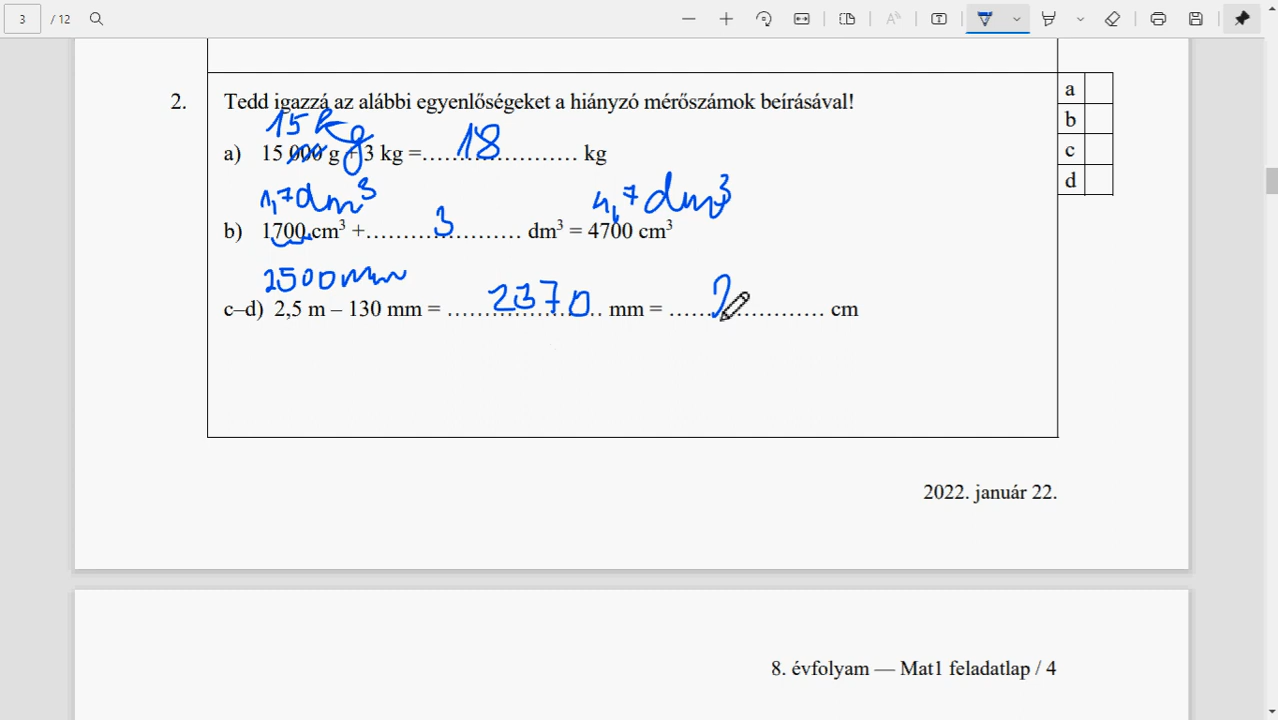 3 / 12
2. Tedd igazzá az alábbi egyenlőségeket a hiányzó mérőszámok beírásával!
a
b
c
d
15 kg
a) 15 000 g + 3 kg =......18...... kg
1,7 dm³ 4,7 dm³
b) 1700 cm³ +......3...... dm³ = 4700 cm³
2500 mm
c–d) 2,5 m – 130 mm = ......2370...... mm = ......2...... cm
2022. január 22.
8. évfolyam — Mat1 feladatlap / 4